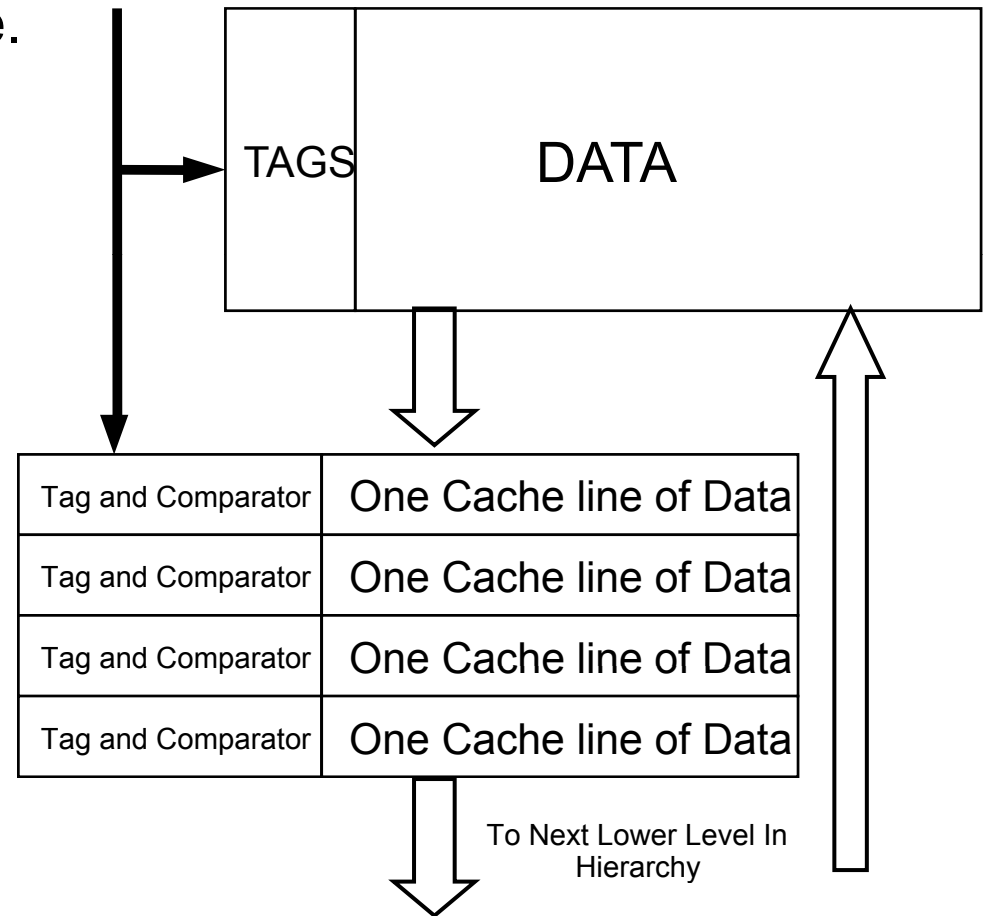 e.
TAGS
DATA
Tag and Comparator
One Cache line of Data
Tag and Comparator
One Cache line of Data
Tag and Comparator
One Cache line of Data
Tag and Comparator
One Cache line of Data
To Next Lower Level In
Hierarchy